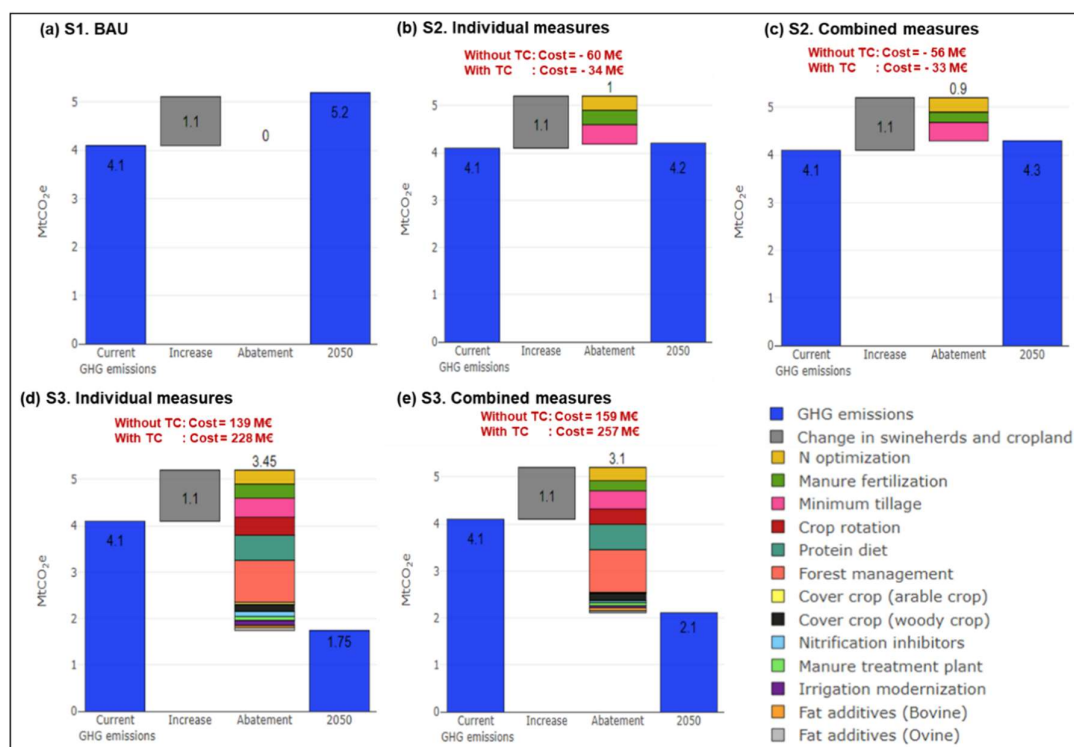 (a) S1. BAU
MtCO2e
5
4
3
2
1
0
4.1
1.1
0
5.2
Current GHG emissions
Increase
Abatement
2050
(b) S2. Individual measures
Without TC: Cost = - 60 M€
With TC : Cost = - 34 M€
MtCO2e
5
4
3
2
1
0
4.1
1.1
1
4.2
Current GHG emissions
Increase
Abatement
2050
(c) S2. Combined measures
Without TC: Cost = - 56 M€
With TC : Cost = - 33 M€
MtCO2e
5
4
3
2
1
0
4.1
1.1
0.9
4.3
Current GHG emissions
Increase
Abatement
2050
(d) S3. Individual measures
Without TC: Cost = 139 M€
With TC : Cost = 228 M€
MtCO2e
5
4
3
2
1
0
4.1
1.1
3.45
1.75
Current GHG emissions
Increase
Abatement
2050
(e) S3. Combined measures
Without TC: Cost = 159 M€
With TC : Cost = 257 M€
MtCO2e
5
4
3
2
1
0
4.1
1.1
3.1
2.1
Current GHG emissions
Increase
Abatement
2050
GHG emissions
Change in swineherds and cropland
N optimization
Manure fertilization
Minimum tillage
Crop rotation
Protein diet
Forest management
Cover crop (arable crop)
Cover crop (woody crop)
Nitrification inhibitors
Manure treatment plant
Irrigation modernization
Fat additives (Bovine)
Fat additives (Ovine)